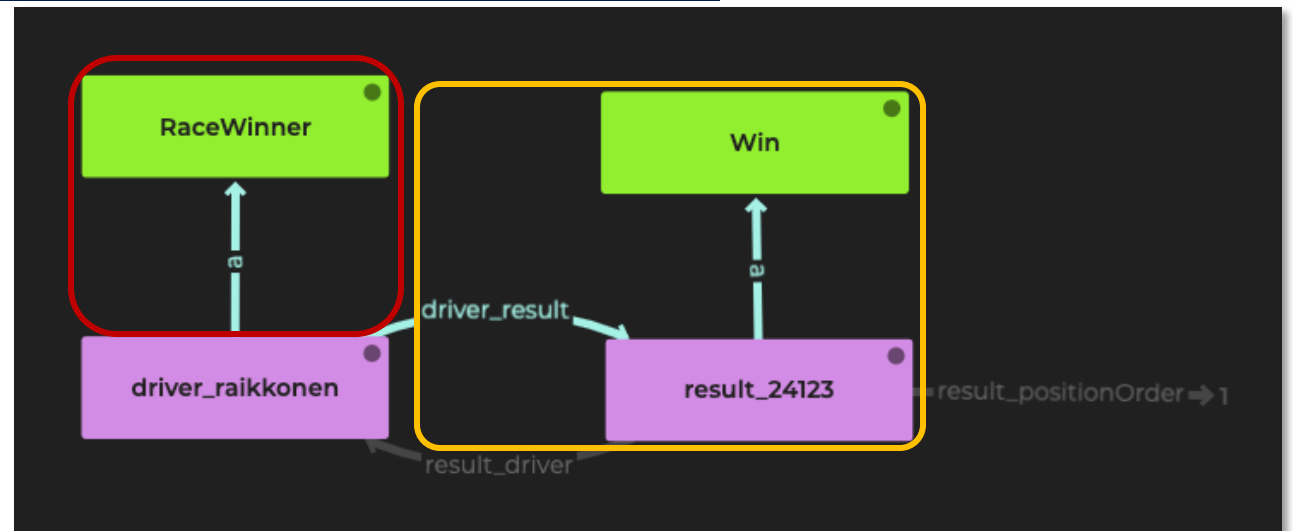 RaceWinner
Win
a
a
driver_result
driver_raikkonen
result_24123
result_positionOrder
1
result_driver